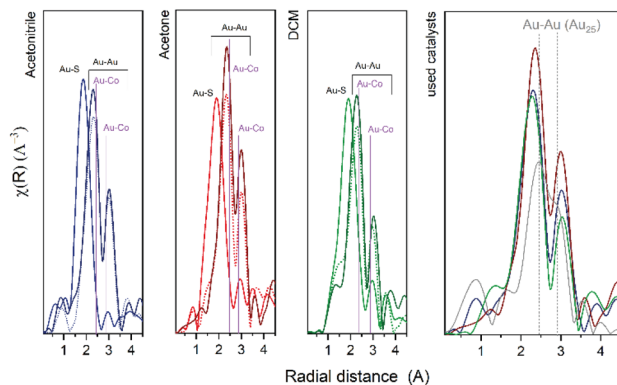 χ(R) (Λ⁻³)
Acetonitrile
Au-S
Au-Au
Au-Co
Au-Co
1 2 3 4
Acetone
Au-Au
Au-Co
Au-S
Au-Co
1 2 3 4
DCM
Au-Au
Au-S
Au-Co
Au-Co
1 2 3 4
used catalysts
Au-Au (Au₂₅)
1 2 3 4
Radial distance (A)